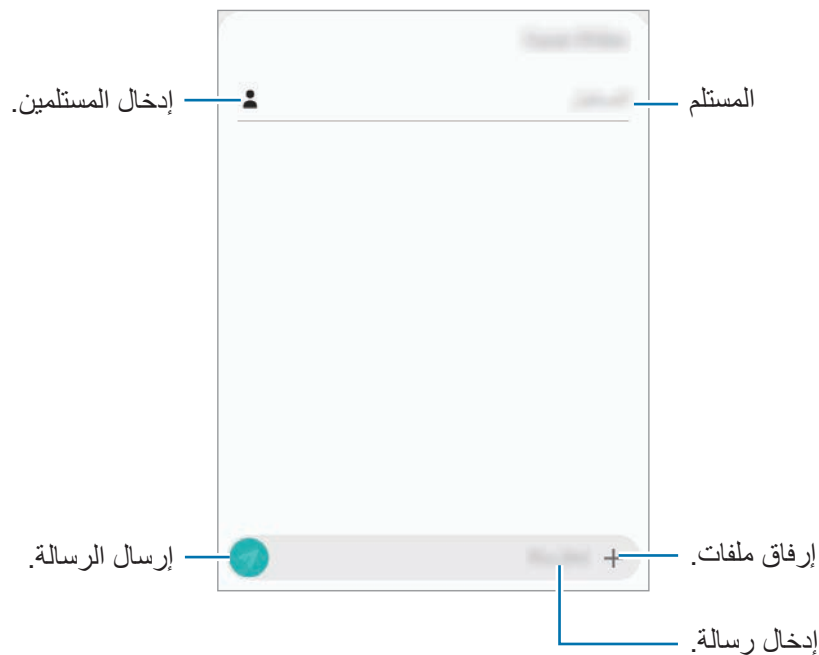 المستلم
إدخال المستلمين.
إرفاق ملفات.
إرسال الرسالة.
إدخال رسالة.